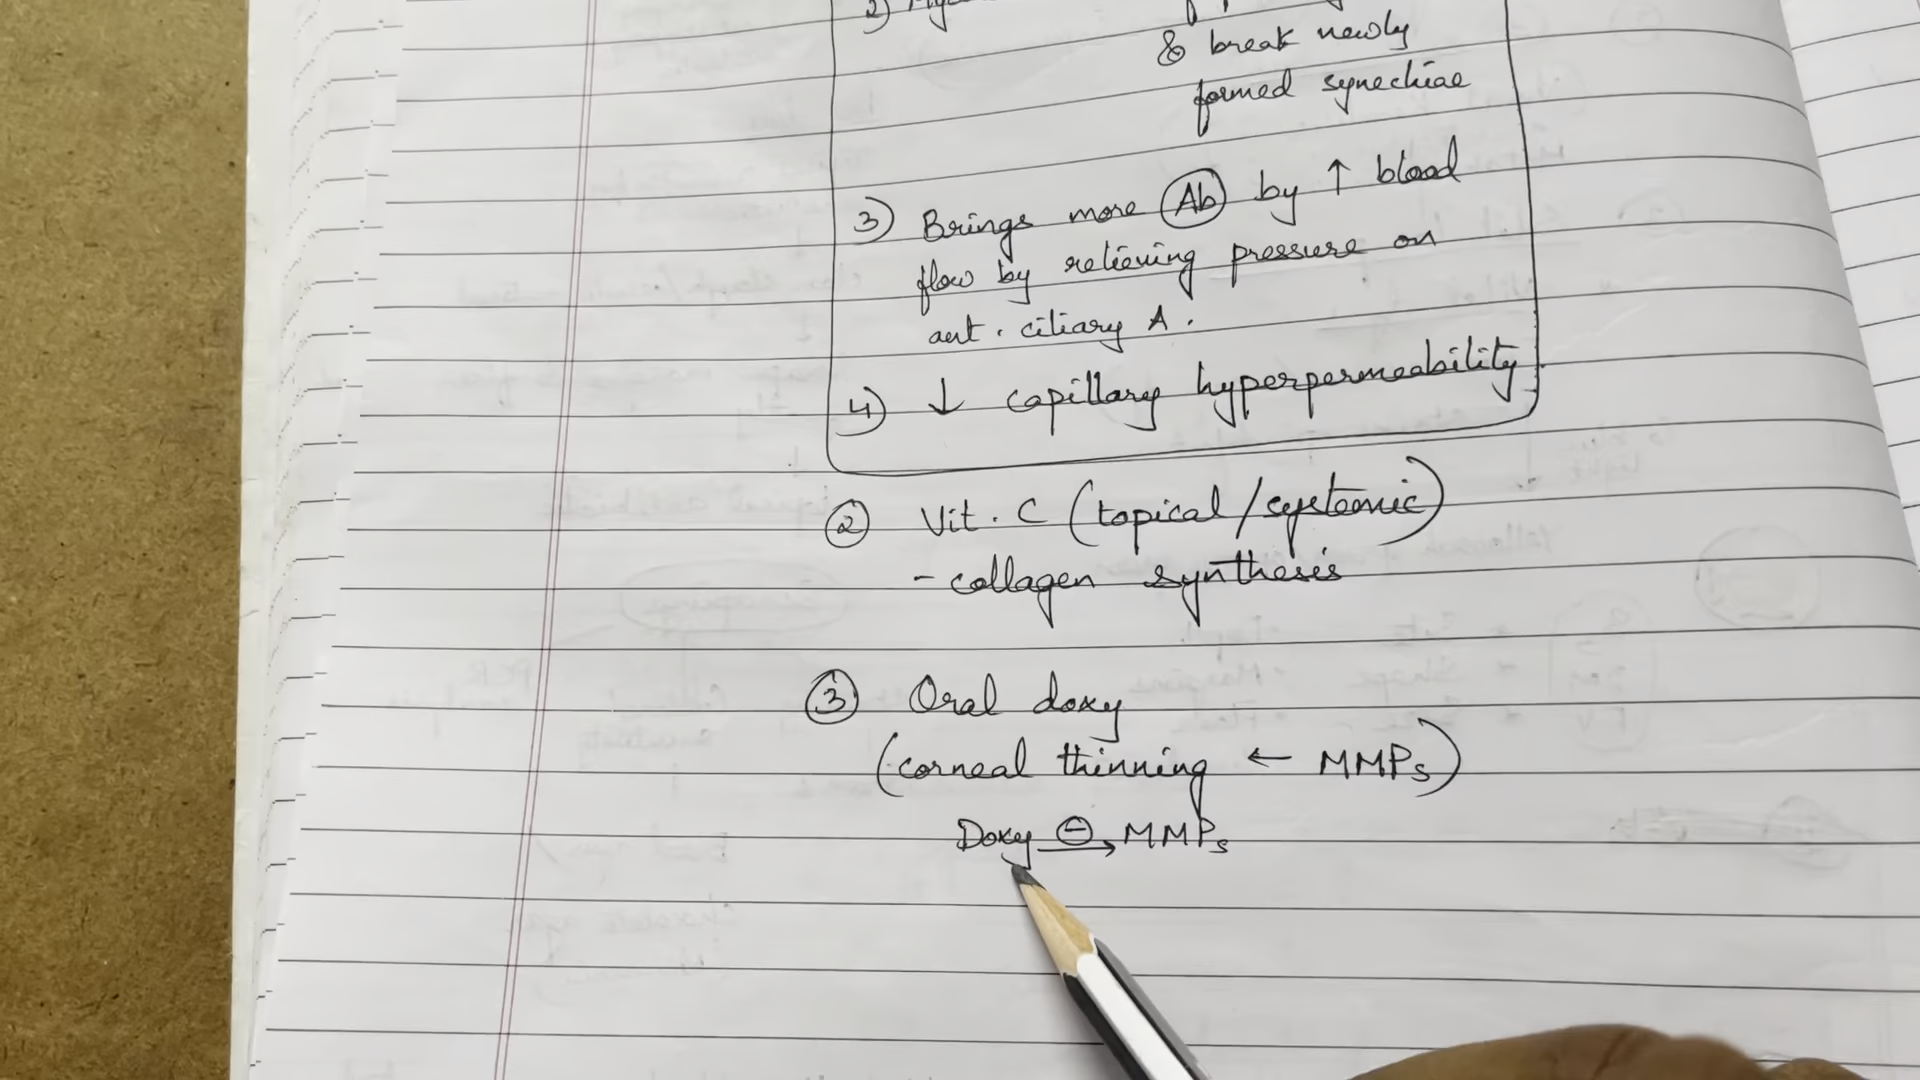 2)
& break newly
formed synechiae
3) Brings more Ab by ↑ blood
flow by relieving pressure on
ant. ciliary A.
4) ↓ capillary hyperpermeability
② Vit. C (topical/systemic)
- collagen synthesis
③ Oral doxy
(corneal thinning ← MMPs)
Doxy ⊖→ MMPs